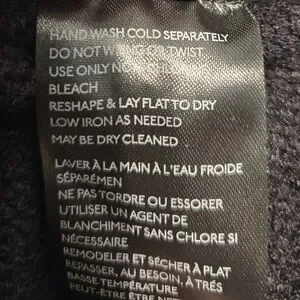 HAND WASH COLD SEPARATELY
DO NOT WRING OR TWIST
USE ONLY NON-CHLORINE
BLEACH
RESHAPE & LAY FLAT TO DRY
LOW IRON AS NEEDED
MAY BE DRY CLEANED
LAVER À LA MAIN À L'EAU FROIDE
SÉPARÉMEN
NE PAS TORDRE OU ESSORER
UTILISER UN AGENT DE
BLANCHIMENT SANS CHLORE SI
NÉCESSAIRE
REMODELER ET SÉCHER À PLAT
REPASSER, AU BESOIN, À TRÈS
BASSE TEMPÉRATURE
PEUT-ÊTRE ÊTRE